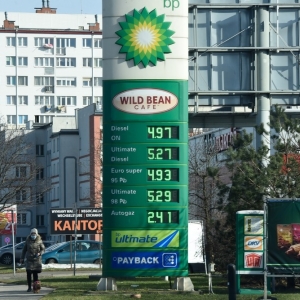 bp
WILD BEAN
CAFE
Diesel
ON
4.97
Ultimate
Diesel
5.27
Euro super
95 Pb
4.93
Ultimate
98 Pb
5.29
Autogaz
2.41
ultimate
PAYBACK
KANTOR